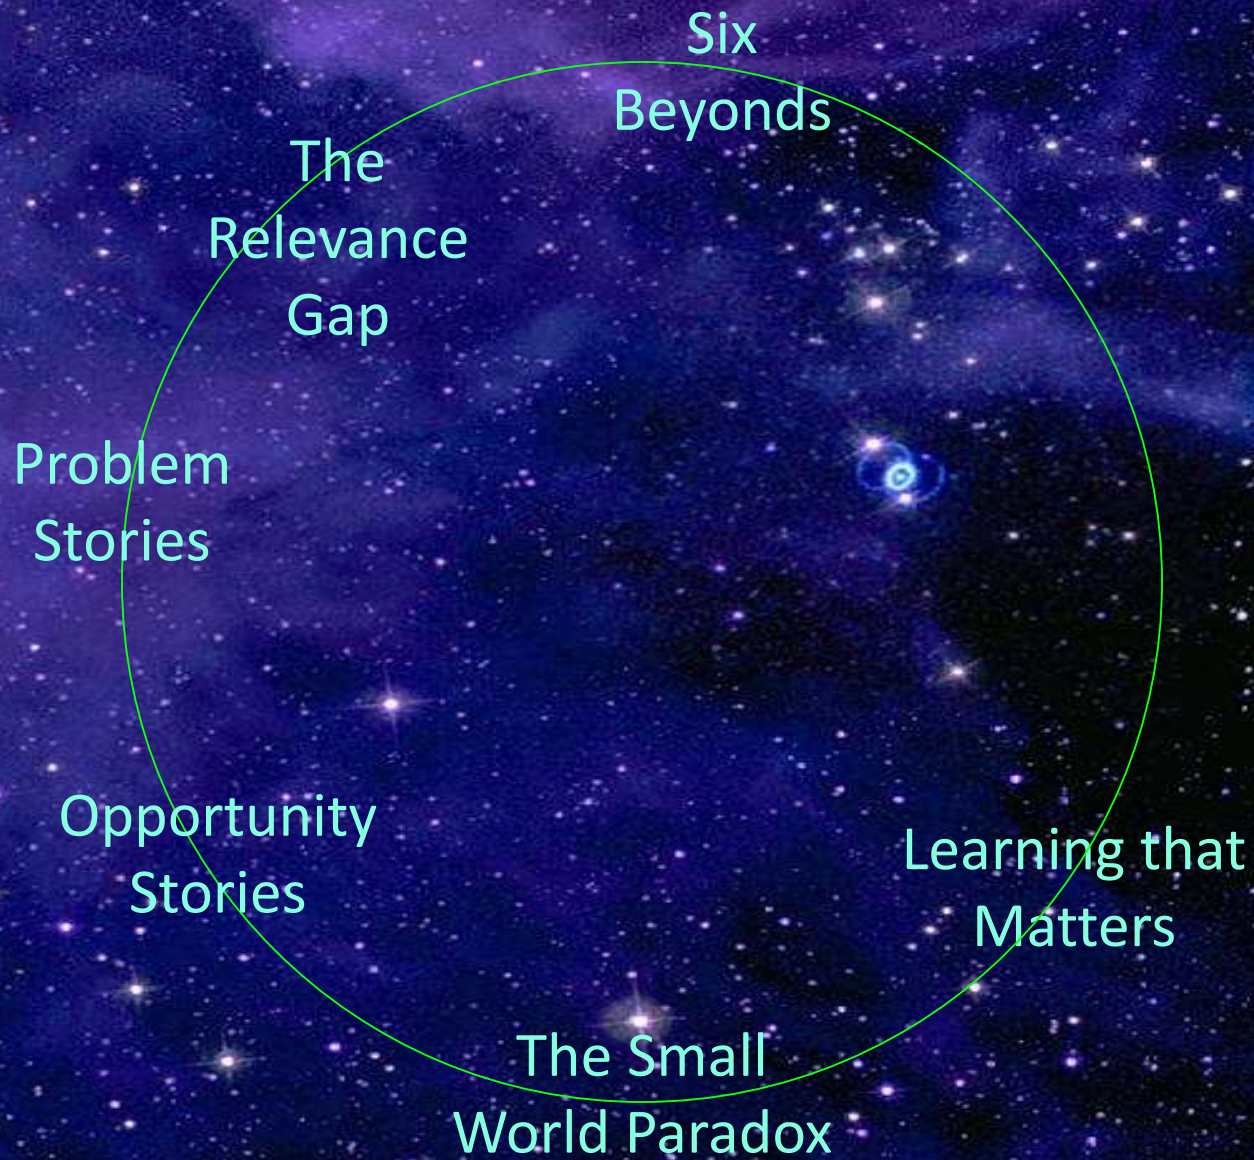 Six
Beyonds
The
Relevance
Gap
Problem
Stories
Opportunity
Stories
Learning that
Matters
The Small
World Paradox